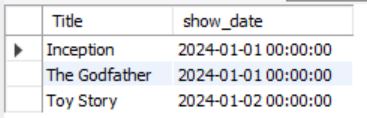 Title show_date
Inception 2024-01-01 00:00:00
The Godfather 2024-01-01 00:00:00
Toy Story 2024-01-02 00:00:00